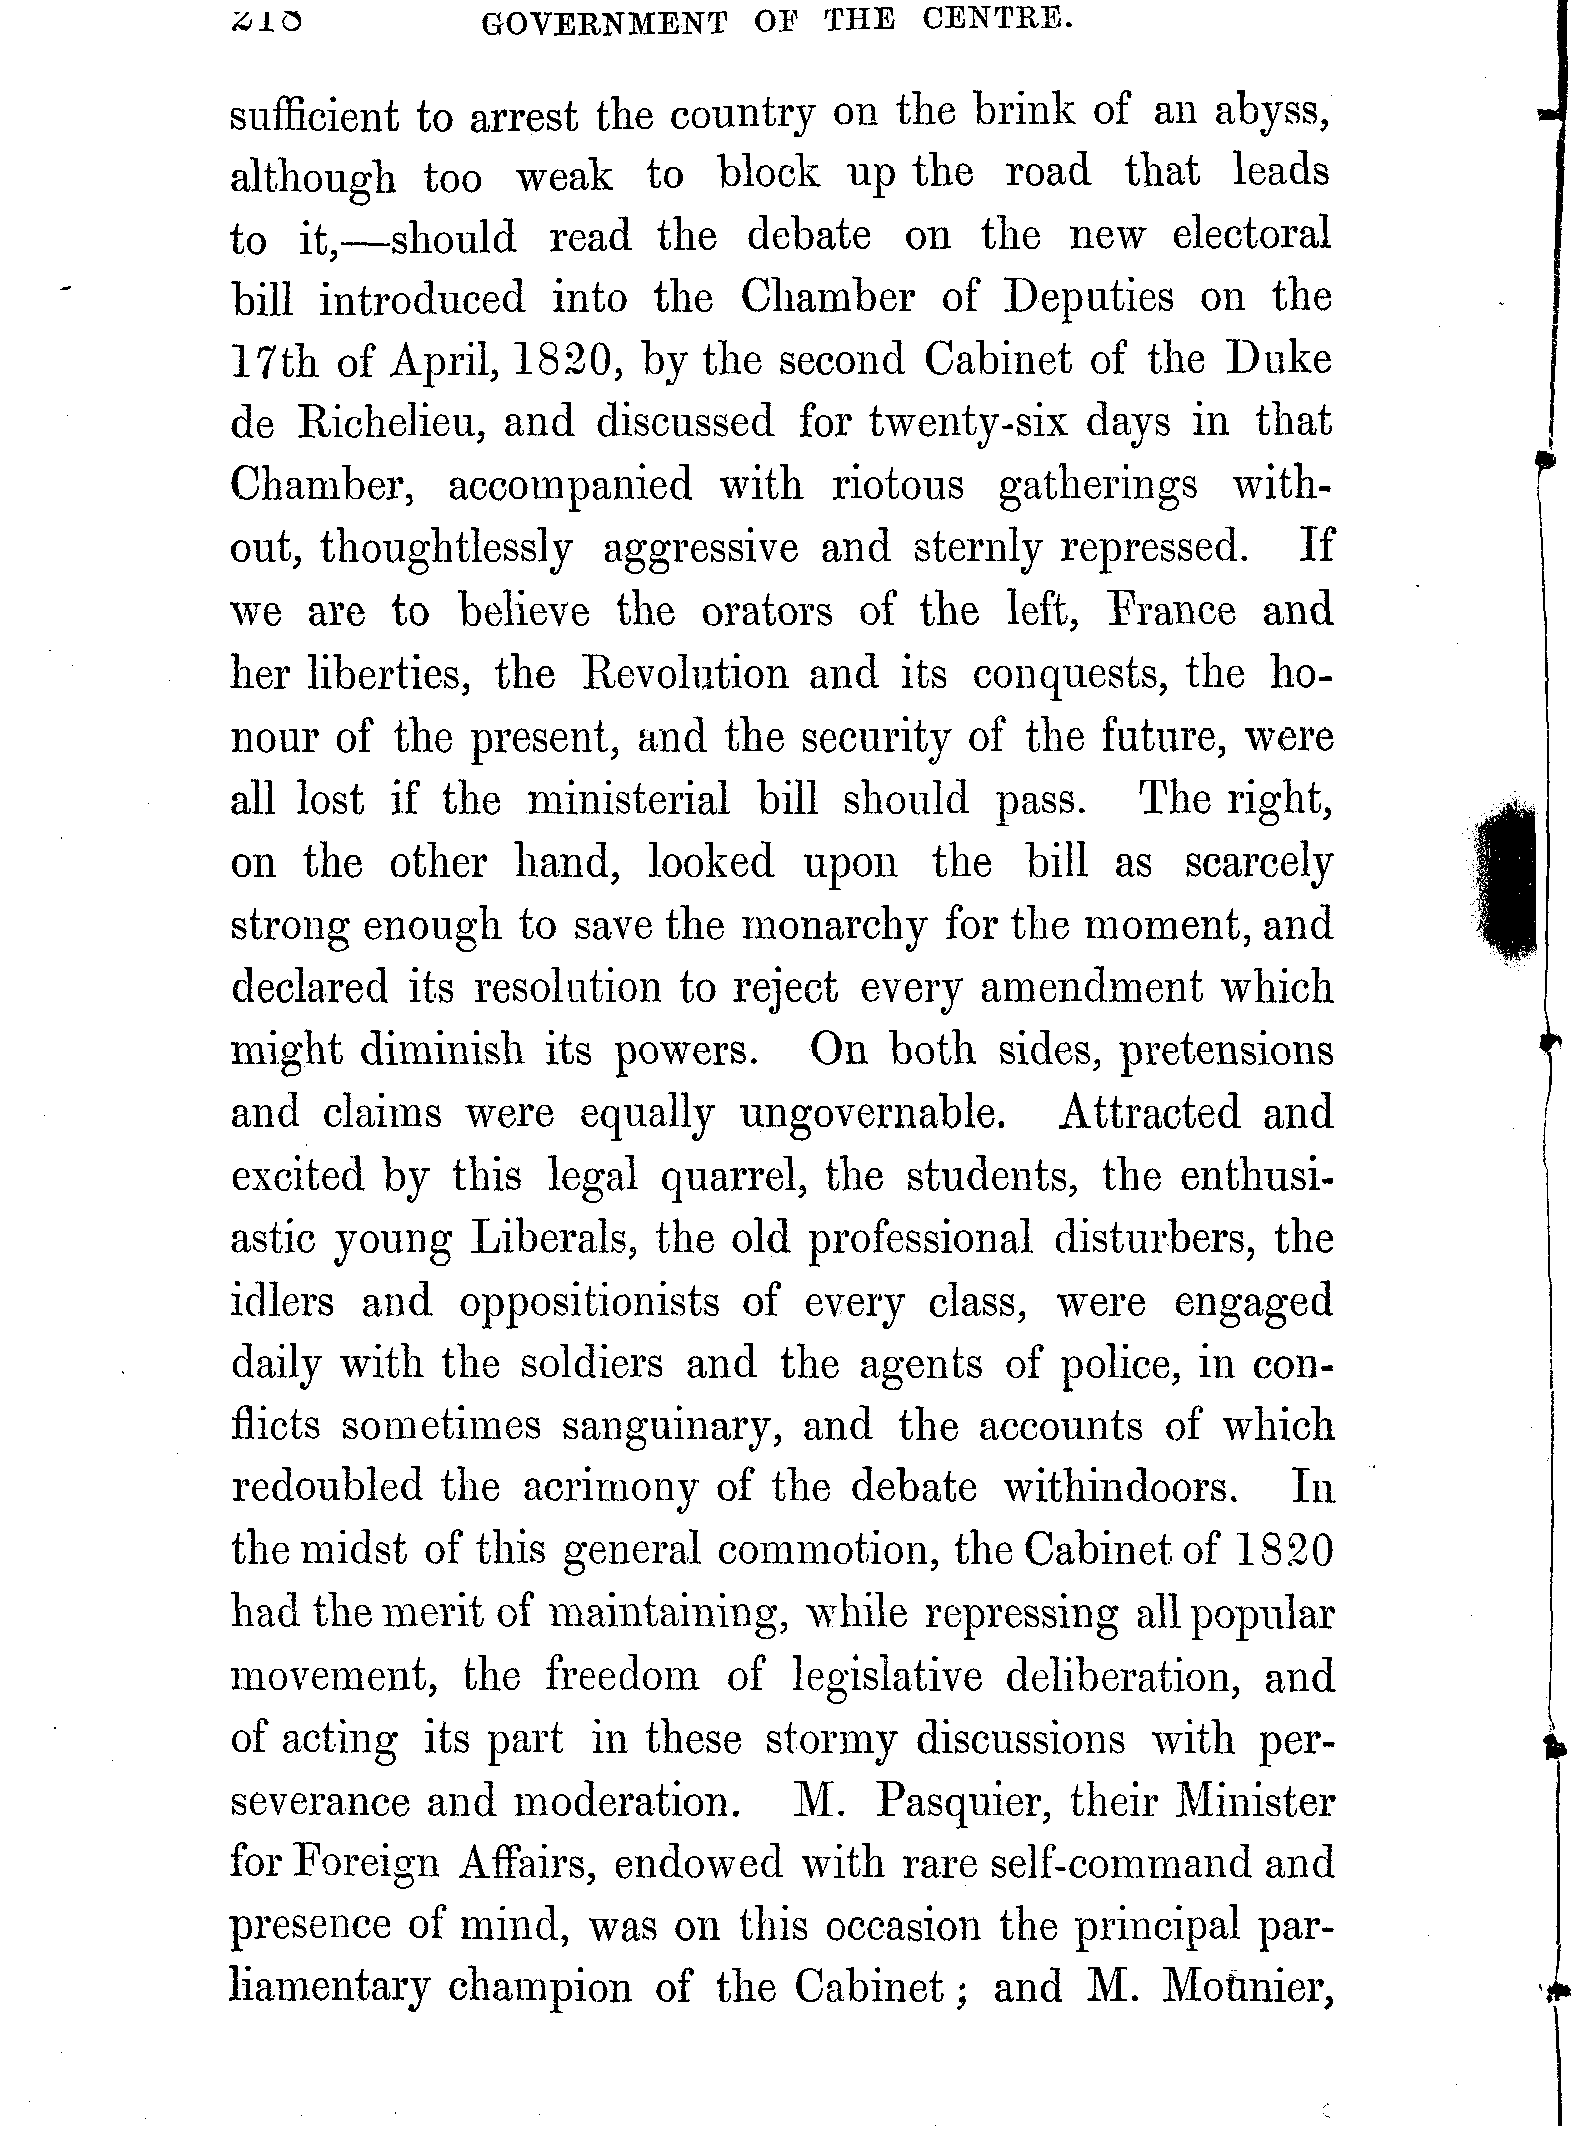 GOVERNMENT OF THE CENTRE.
sufficient to arrest the country on the brink of an abyss,
although too weak to block up the road that leads
to it,—should read the debate on the new electoral
bill introduced into the Chamber of Deputies on the
17th of April, 1820, by the second Cabinet of the Duke
de Richelieu, and discussed for twenty-six days in that
Chamber, accompanied with riotous gatherings with-
out, thoughtlessly aggressive and sternly repressed. If
we are to believe the orators of the left, France and
her liberties, the Revolution and its conquests, the ho-
nour of the present, and the security of the future, were
all lost if the ministerial bill should pass. The right,
on the other hand, looked upon the bill as scarcely
strong enough to save the monarchy for the moment, and
declared its resolution to reject every amendment which
might diminish its powers. On both sides, pretensions
and claims were equally ungovernable. Attracted and
excited by this legal quarrel, the students, the enthusi-
astic young Liberals, the old professional disturbers, the
idlers and oppositionists of every class, were engaged
daily with the soldiers and the agents of police, in con-
flicts sometimes sanguinary, and the accounts of which
redoubled the acrimony of the debate withindoors. In
the midst of this general commotion, the Cabinet of 1820
had the merit of maintaining, while repressing all popular
movement, the freedom of legislative deliberation, and
of acting its part in these stormy discussions with per-
severance and moderation. M. Pasquier, their Minister
for Foreign Affairs, endowed with rare self-command and
presence of mind, was on this occasion the principal par-
liamentary champion of the Cabinet; and M. Mounier,